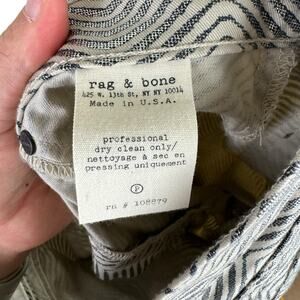 rag & bone
425 W. 13th St, NY NY 10014
Made in U.S.A.
professional
dry clean only/
nettoyage à sec en
pressing uniquement
P
rn # 108879